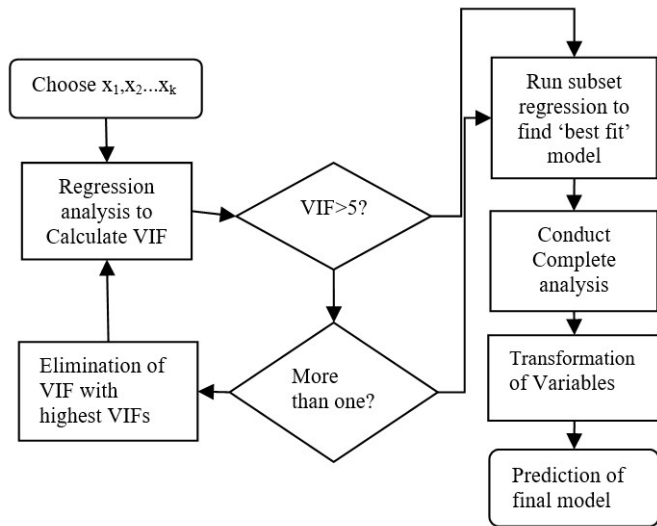 Choose x₁,x₂...xₖ
Regression
analysis to
Calculate VIF
VIF>5?
More
than one?
Elimination of
VIF with
highest VIFs
Run subset
regression to
find ‘best fit’
model
Conduct
Complete
analysis
Transformation
of Variables
Prediction of
final model